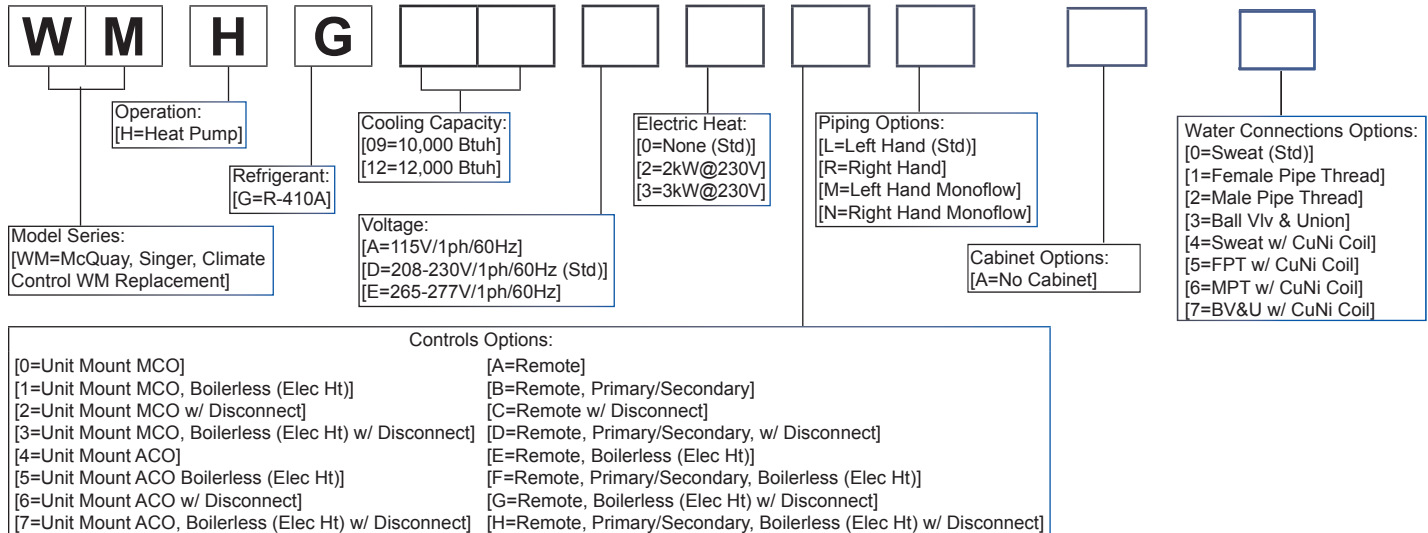 W M H G
Operation:
[H=Heat Pump]
Refrigerant:
[G=R-410A]
Model Series:
[WM=McQuay, Singer, Climate
Control WM Replacement]
Cooling Capacity:
[09=10,000 Btuh]
[12=12,000 Btuh]
Voltage:
[A=115V/1ph/60Hz]
[D=208-230V/1ph/60Hz (Std)]
[E=265-277V/1ph/60Hz]
Electric Heat:
[0=None (Std)]
[2=2kW@230V]
[3=3kW@230V]
Piping Options:
[L=Left Hand (Std)]
[R=Right Hand]
[M=Left Hand Monoflow]
[N=Right Hand Monoflow]
Cabinet Options:
[A=No Cabinet]
Water Connections Options:
[0=Sweat (Std)]
[1=Female Pipe Thread]
[2=Male Pipe Thread]
[3=Ball Vlv & Union]
[4=Sweat w/ CuNi Coil]
[5=FPT w/ CuNi Coil]
[6=MPT w/ CuNi Coil]
[7=BV&U w/ CuNi Coil]
Controls Options:
[0=Unit Mount MCO]
[1=Unit Mount MCO, Boilerless (Elec Ht)]
[2=Unit Mount MCO w/ Disconnect]
[3=Unit Mount MCO, Boilerless (Elec Ht) w/ Disconnect]
[4=Unit Mount ACO]
[5=Unit Mount ACO Boilerless (Elec Ht)]
[6=Unit Mount ACO w/ Disconnect]
[7=Unit Mount ACO, Boilerless (Elec Ht) w/ Disconnect]
[A=Remote]
[B=Remote, Primary/Secondary]
[C=Remote w/ Disconnect]
[D=Remote, Primary/Secondary, w/ Disconnect]
[E=Remote, Boilerless (Elec Ht)]
[F=Remote, Primary/Secondary, Boilerless (Elec Ht)]
[G=Remote, Boilerless (Elec Ht) w/ Disconnect]
[H=Remote, Primary/Secondary, Boilerless (Elec Ht) w/ Disconnect]